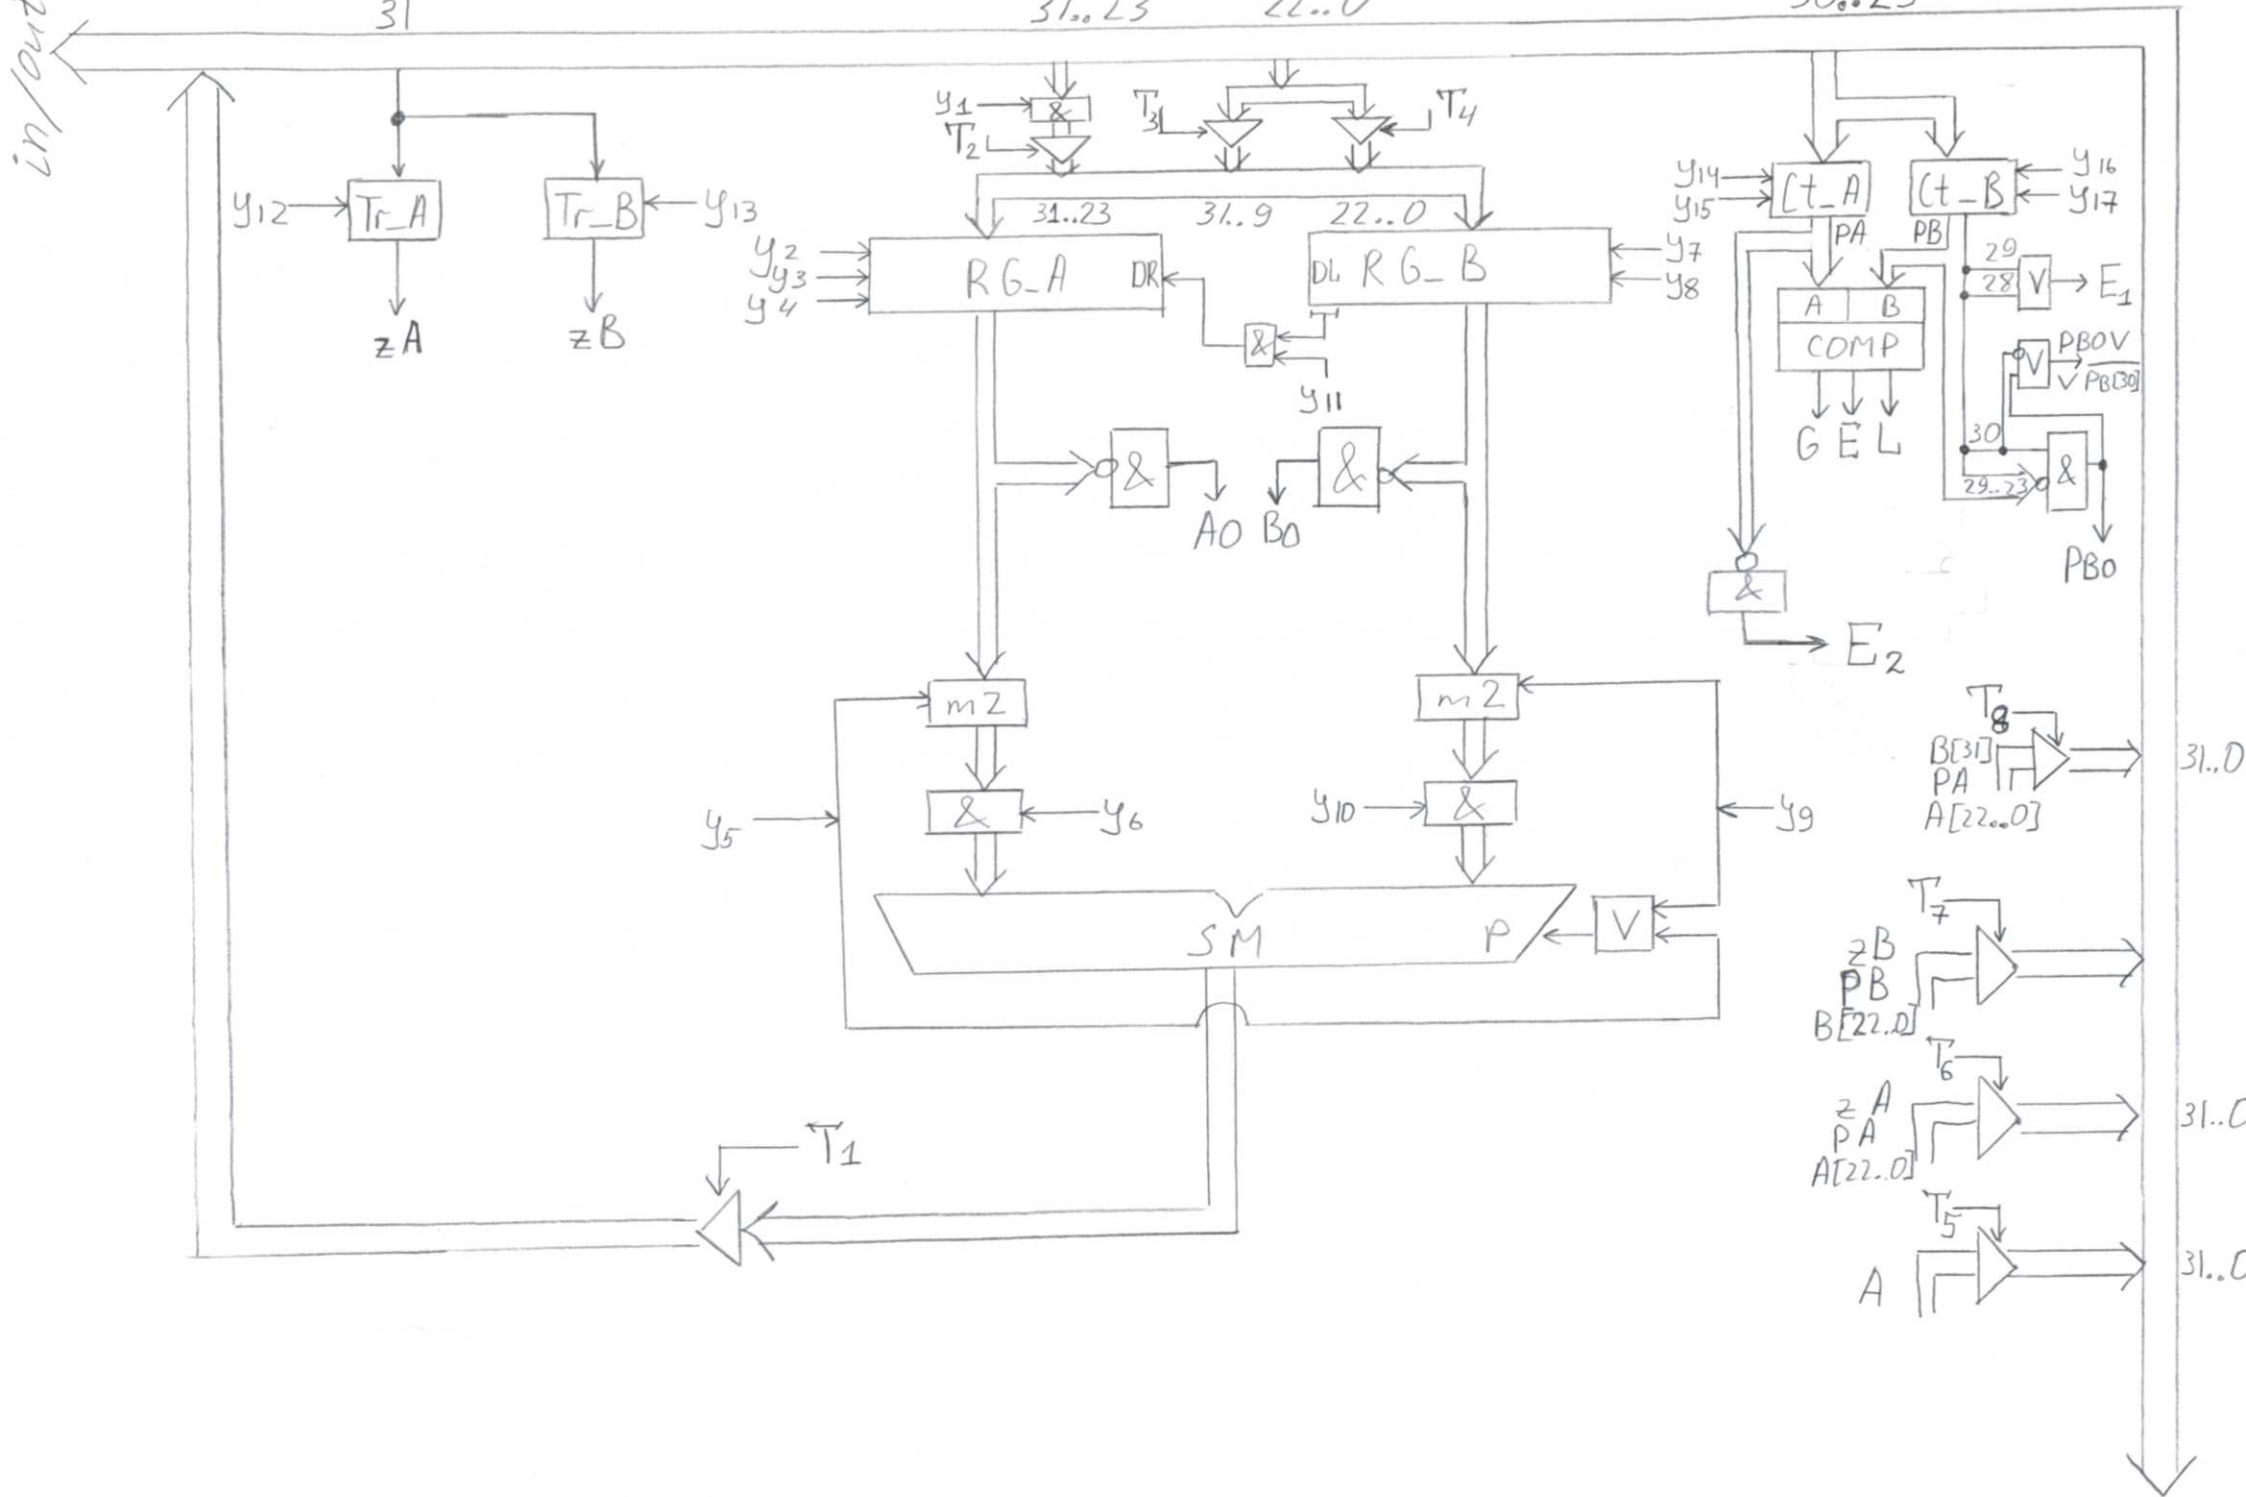 in/out
31
31..23
22..0
30..23
y1
&
T2
T3
T4
y12
Tr_A
Tr_B
y13
zA
zB
31..23
31..9
22..0
y2
y3
y4
RG_A
DR
DL
RG_B
y7
y8
&
y11
y14
y15
Ct_A
Ct_B
y16
y17
PA
PB
29
28
V
E1
A
B
COMP
G E L
V
PB0V
V PB[30]
30
29..23
&
PB0
&
A0
&
B0
&
E2
m2
m2
y5
&
y6
y10
&
y9
SM
P
V
T1
T8
B[31]
PA
A[22..0]
31..0
T7
zB
PB
B[22..0]
T6
zA
PA
A[22..0]
31..0
T5
A
31..0